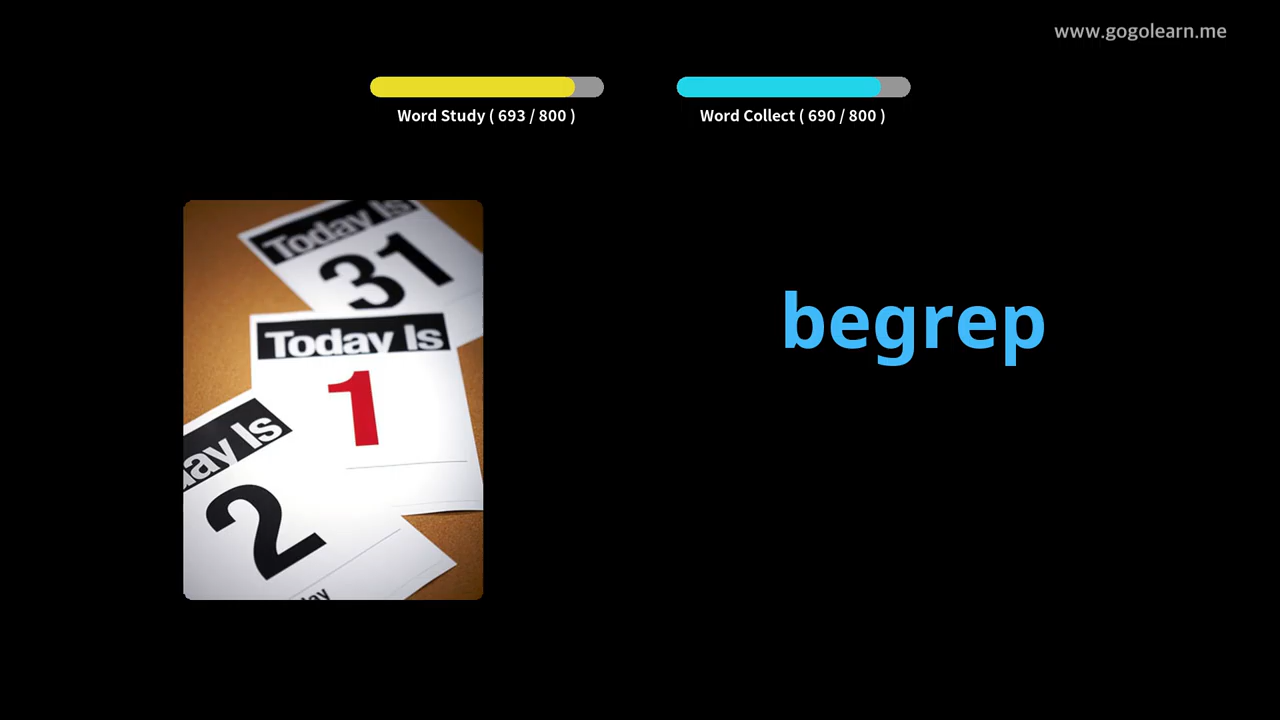 www.gogolearn.me
Word Study ( 693 / 800 )
Word Collect ( 690 / 800 )
Today Is
31
Today Is
1
day Is
2
begrep